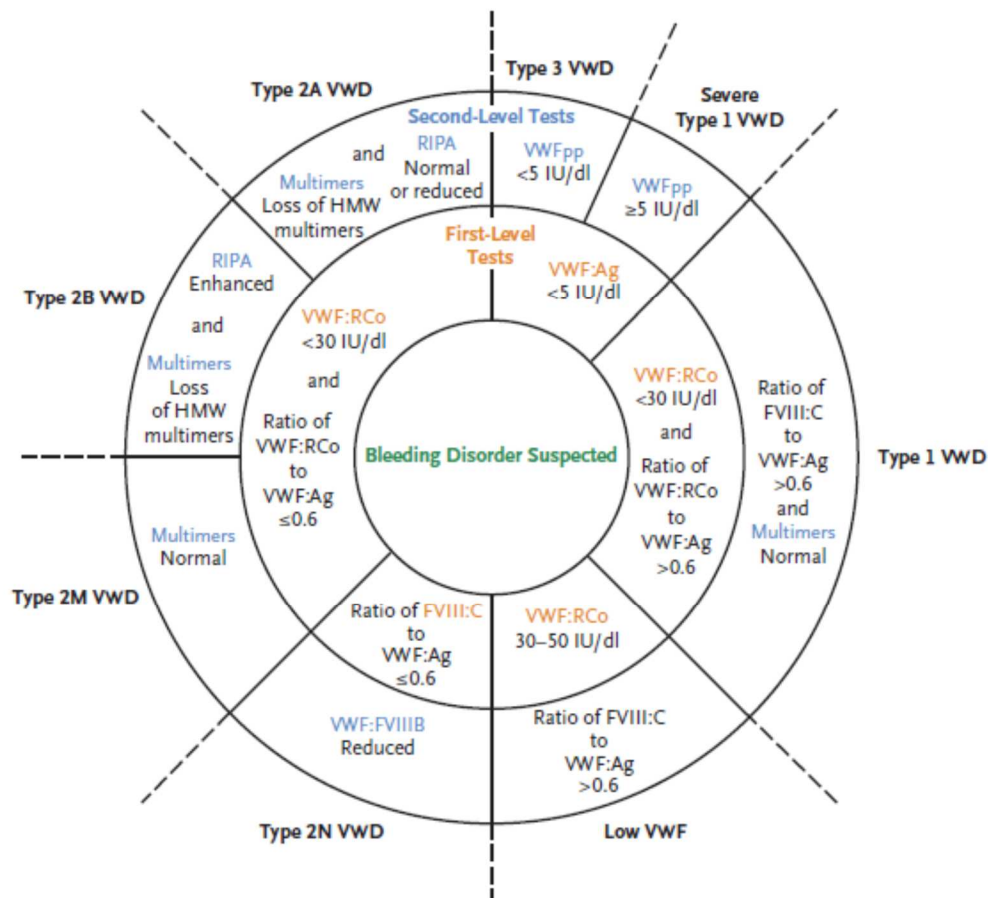 Type 2A VWD
Type 3 VWD
Severe
Type 1 VWD
Second-Level Tests
and
RIPA
Normal
or reduced
Multimers
Loss of HMW
multimers
VWFpp
<5 IU/dl
VWFpp
≥5 IU/dl
First-Level
Tests
VWF:Ag
<5 IU/dl
Type 2B VWD
RIPA
Enhanced
and
Multimers
Loss
of HMW
multimers
VWF:RCo
<30 IU/dl
and
Ratio of
VWF:RCo
to
VWF:Ag
≤0.6
Bleeding Disorder Suspected
VWF:RCo
<30 IU/dl
and
Ratio of
VWF:RCo
to
VWF:Ag
>0.6
Ratio of
FVIII:C
to
VWF:Ag
>0.6
and
Multimers
Normal
Type 1 VWD
Multimers
Normal
Type 2M VWD
Ratio of FVIII:C
to
VWF:Ag
≤0.6
VWF:RCo
30–50 IU/dl
VWF:FVIIIB
Reduced
Ratio of FVIII:C
to
VWF:Ag
>0.6
Type 2N VWD
Low VWF